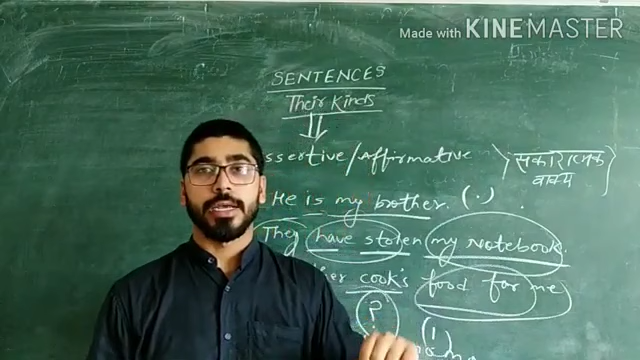 Made with KINEMASTER
SENTENCES
Their Kinds
ssertive/Affirmative
सकारात्मक
वाक्य
He is my brother. (.)
They have stolen my Notebook.
her cook's food for me
?
(!)